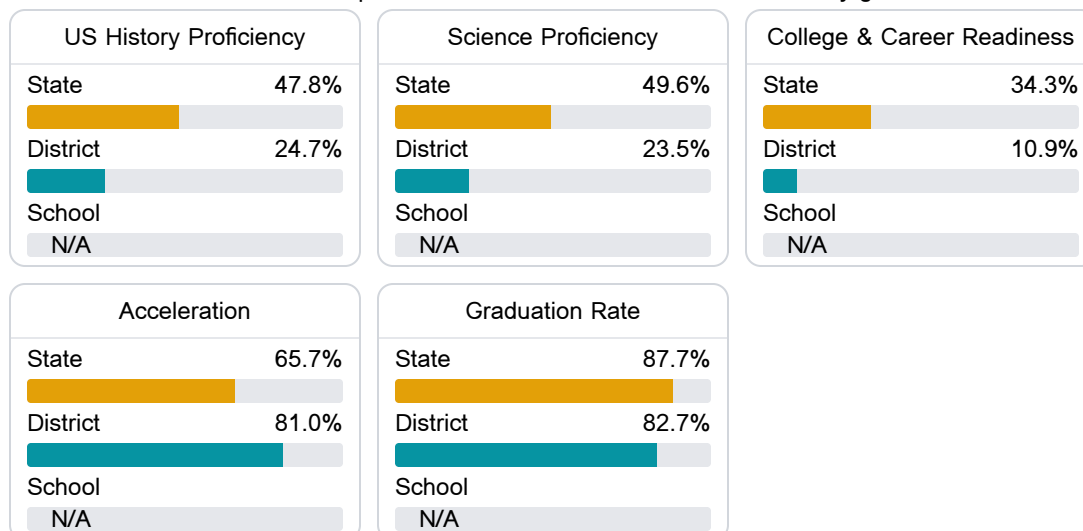 US History Proficiency
State 47.8%
District 24.7%
School
N/A
Science Proficiency
State 49.6%
District 23.5%
School
N/A
College & Career Readiness
State 34.3%
District 10.9%
School
N/A
Acceleration
State 65.7%
District 81.0%
School
N/A
Graduation Rate
State 87.7%
District 82.7%
School
N/A